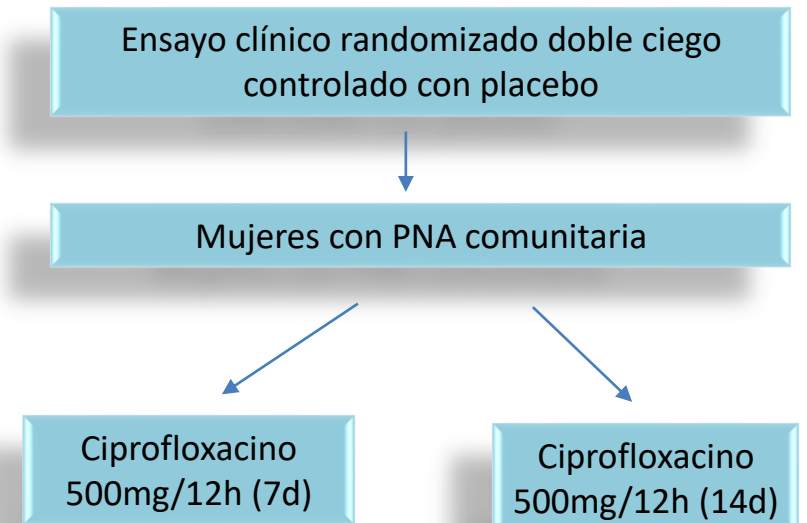 Ensayo clínico randomizado doble ciego
controlado con placebo
Mujeres con PNA comunitaria
Ciprofloxacino
500mg/12h (7d)
Ciprofloxacino
500mg/12h (14d)